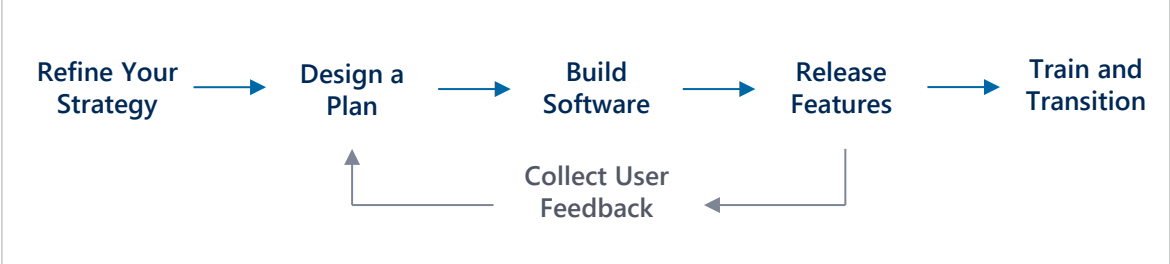 Refine Your
Strategy
Design a
Plan
Build
Software
Release
Features
Train and
Transition
Collect User
Feedback